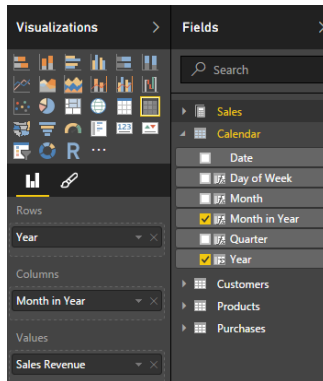 Visualizations
Rows
Year
Columns
Month in Year
Values
Sales Revenue
R
123
Fields
Search
Sales
Calendar
Date
Day of Week
Month
Month in Year
Quarter
Year
Customers
Products
Purchases